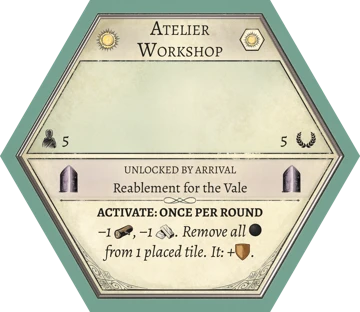 Atelier
Workshop
5 5
UNLOCKED BY ARRIVAL
Reablement for the Vale
ACTIVATE: ONCE PER ROUND
–1 , –1 . Remove all
from 1 placed tile. It: + .